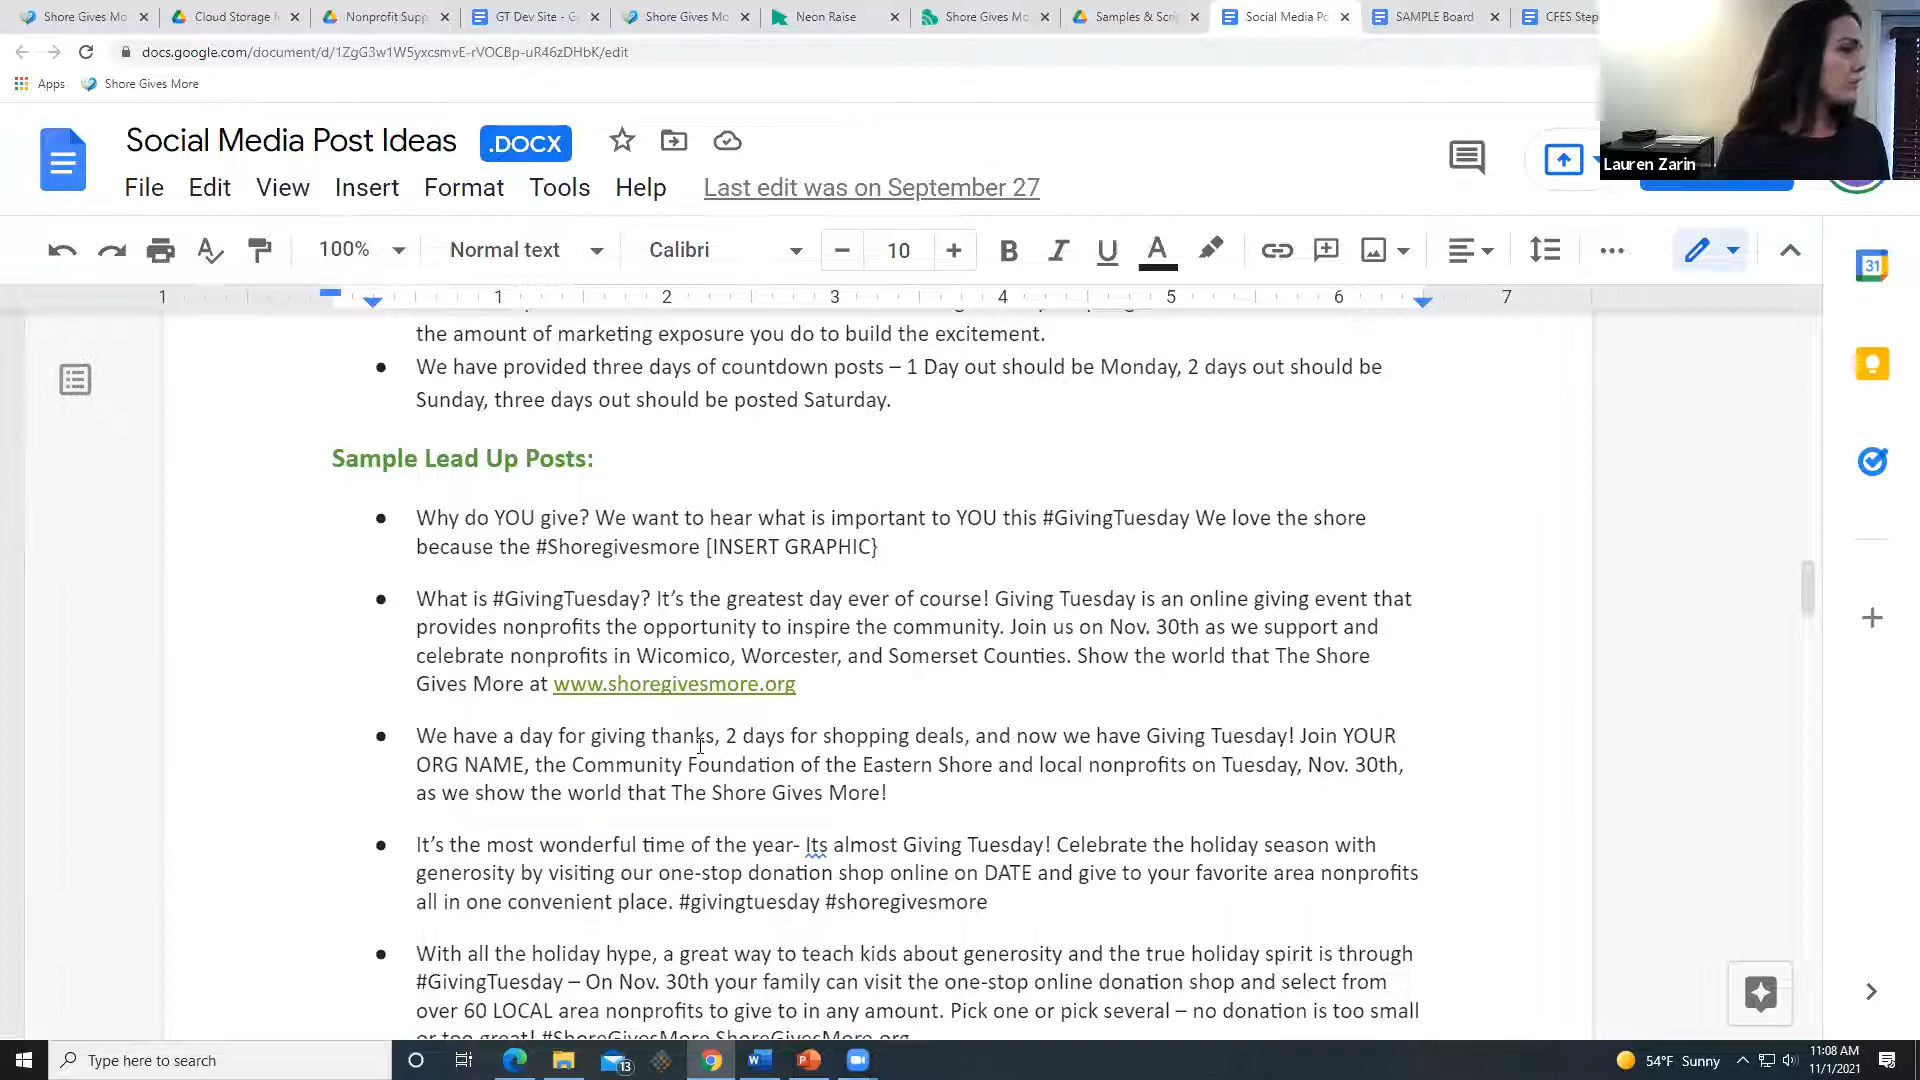 Shore Gives Mo
Cloud Storage f
Nonprofit Supp
GT Dev Site - G
Shore Gives Mo
Neon Raise
Shore Gives Mo
Samples & Scri
Social Media Po
SAMPLE Board
CFES Step
docs.google.com/document/d/1ZgG3w1W5yxcsmvE-rVOCBp-uR46zDHbK/edit
Apps Shore Gives More
Social Media Post Ideas .DOCX
Lauren Zarin
File Edit View Insert Format Tools Help Last edit was on September 27
100% Normal text Calibri 10 B I U A
31
1 1 2 3 4 5 6 7
the amount of marketing exposure you do to build the excitement.
● We have provided three days of countdown posts – 1 Day out should be Monday, 2 days out should be
Sunday, three days out should be posted Saturday.
Sample Lead Up Posts:
● Why do YOU give? We want to hear what is important to YOU this #GivingTuesday We love the shore
because the #Shoregivesmore [INSERT GRAPHIC}
● What is #GivingTuesday? It’s the greatest day ever of course! Giving Tuesday is an online giving event that
provides nonprofits the opportunity to inspire the community. Join us on Nov. 30th as we support and
celebrate nonprofits in Wicomico, Worcester, and Somerset Counties. Show the world that The Shore
Gives More at www.shoregivesmore.org
● We have a day for giving thanks, 2 days for shopping deals, and now we have Giving Tuesday! Join YOUR
ORG NAME, the Community Foundation of the Eastern Shore and local nonprofits on Tuesday, Nov. 30th,
as we show the world that The Shore Gives More!
● It’s the most wonderful time of the year- Its almost Giving Tuesday! Celebrate the holiday season with
generosity by visiting our one-stop donation shop online on DATE and give to your favorite area nonprofits
all in one convenient place. #givingtuesday #shoregivesmore
● With all the holiday hype, a great way to teach kids about generosity and the true holiday spirit is through
#GivingTuesday – On Nov. 30th your family can visit the one-stop online donation shop and select from
over 60 LOCAL area nonprofits to give to in any amount. Pick one or pick several – no donation is too small
or too great! #ShoreGivesMore ShoreGivesMore.org
Type here to search
13
54°F Sunny
11:08 AM
11/1/2021